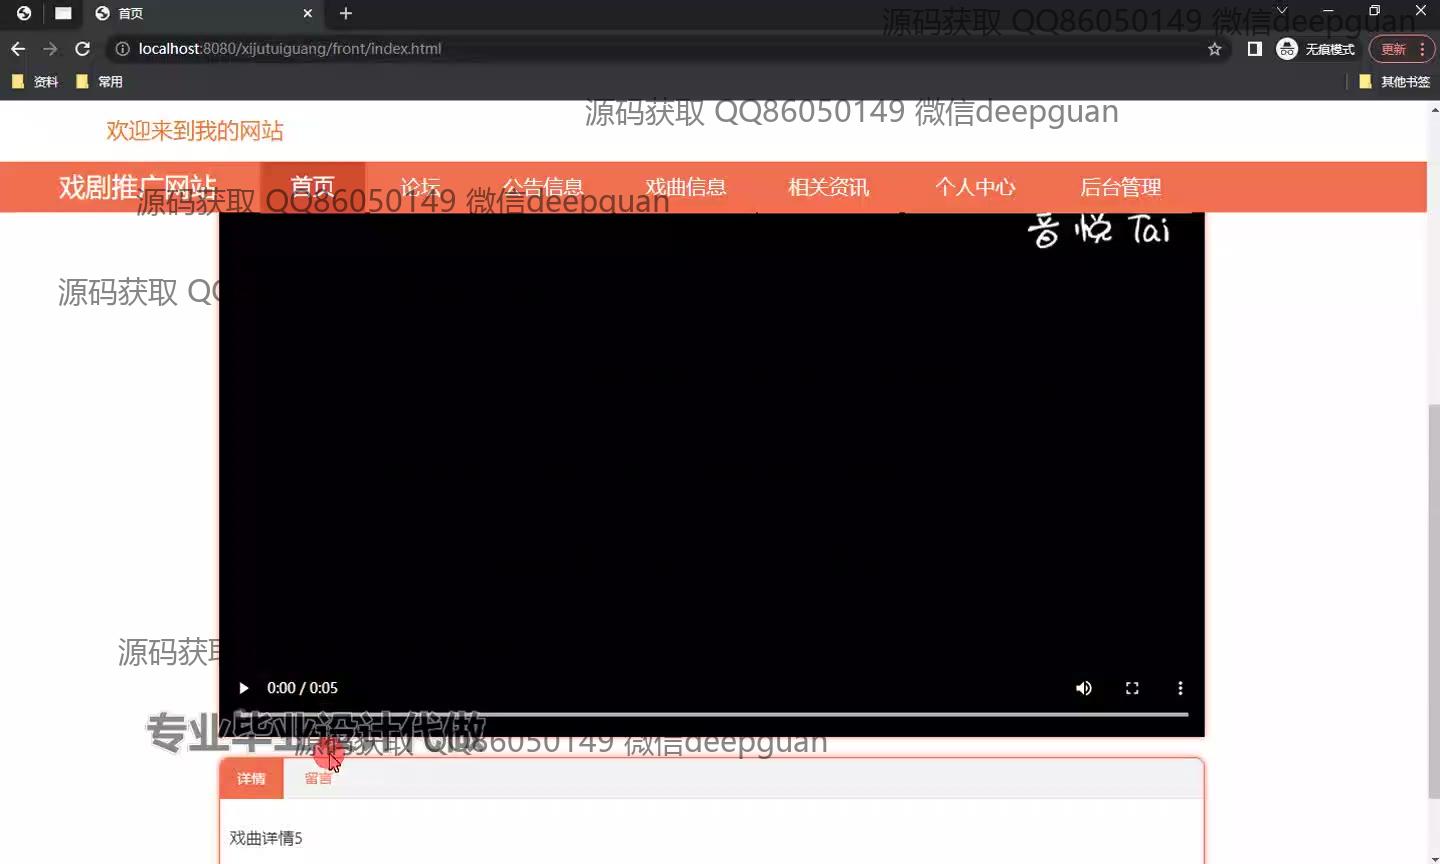 首页
源码获取 QQ86050149 微信deepguan
localhost:8080/xijutuiguang/front/index.html
无痕模式
更新
资料
常用
其他书签
源码获取 QQ86050149 微信deepguan
欢迎来到我的网站
戏剧推广网站
首页
论坛
公告信息
戏曲信息
相关资讯
个人中心
后台管理
源码获取 QQ86050149 微信deepguan
音悦 Tai
源码获取 QQ
源码获取
0:00 / 0:05
专业毕业设计代做
源码获取 QQ86050149 微信deepguan
详情
留言
戏曲详情5